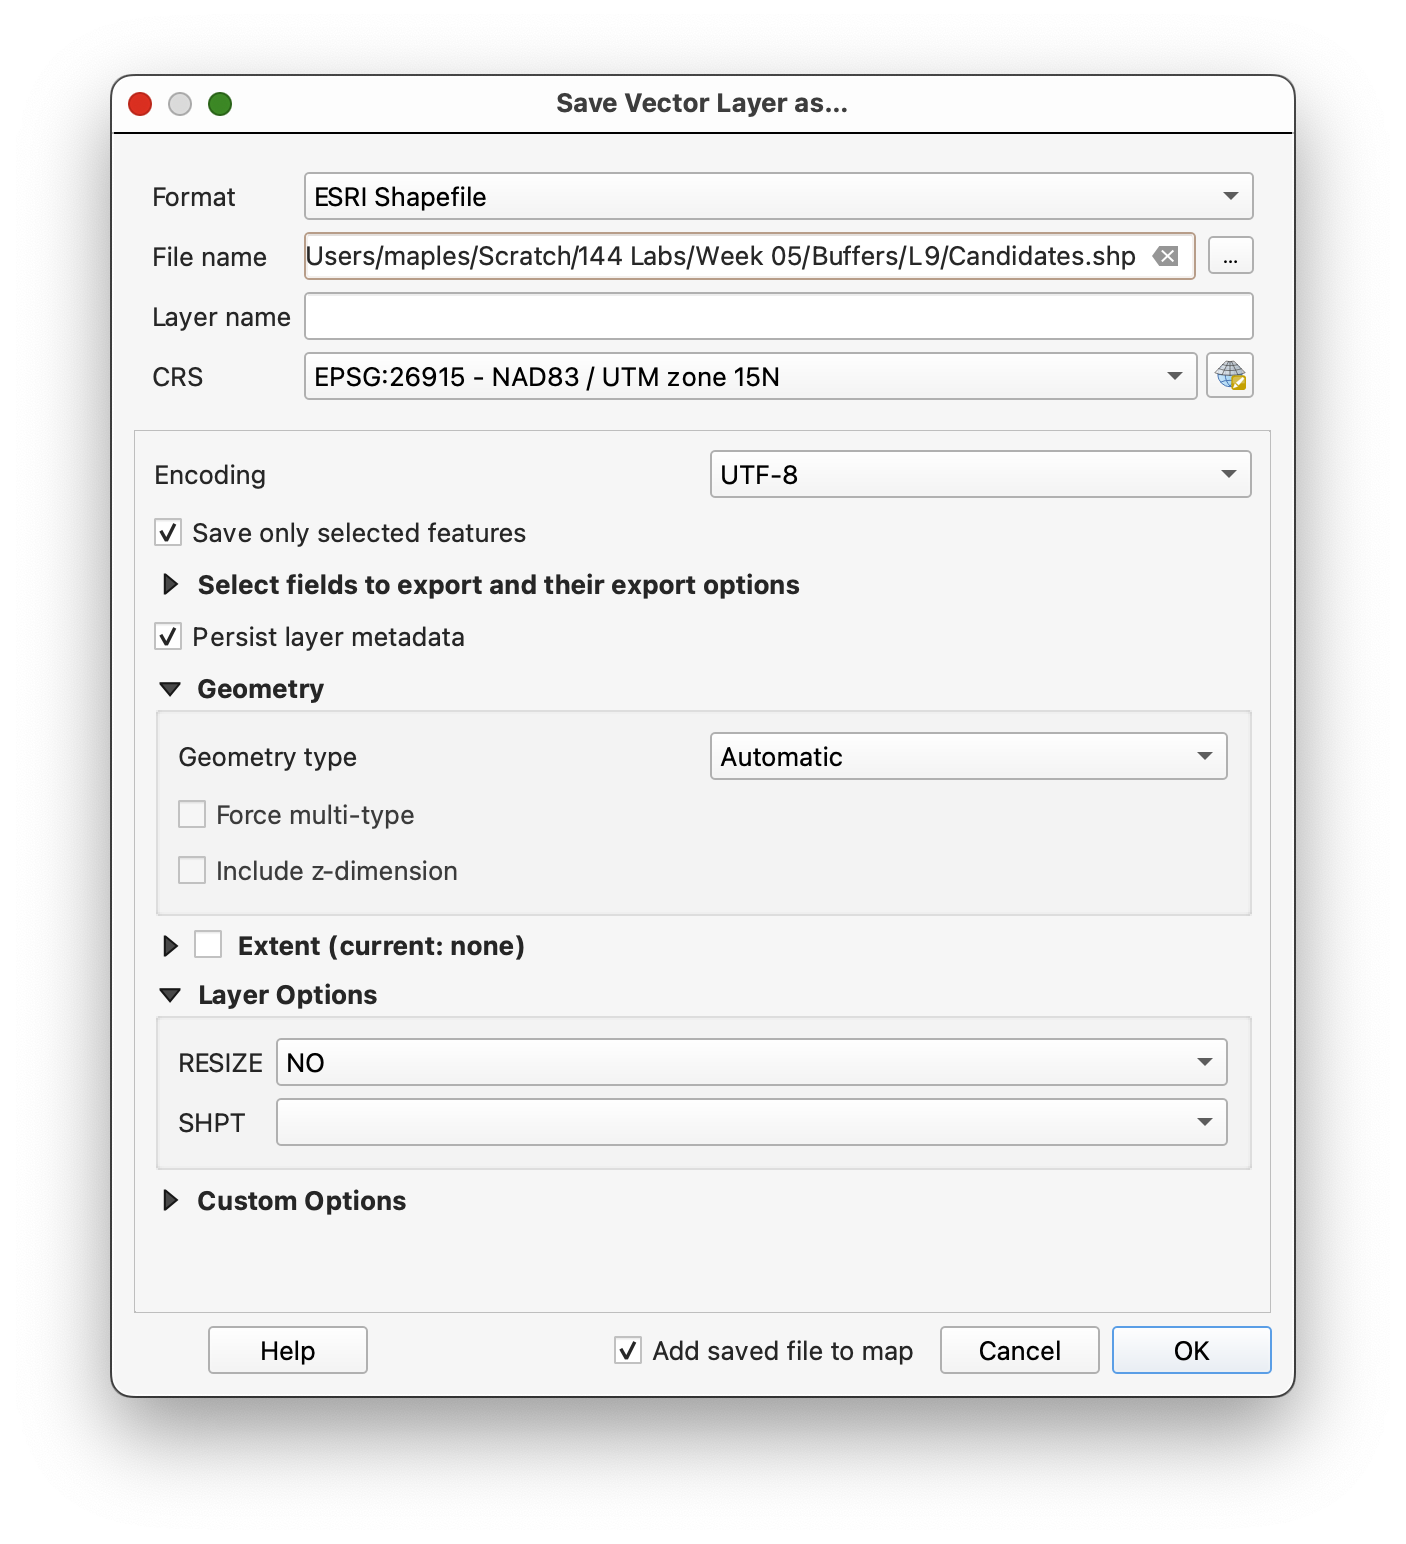 Save Vector Layer as...
Format ESRI Shapefile
File name Users/maples/Scratch/144 Labs/Week 05/Buffers/L9/Candidates.shp ...
Layer name
CRS EPSG:26915 - NAD83 / UTM zone 15N
Encoding UTF-8
Save only selected features
Select fields to export and their export options
Persist layer metadata
Geometry
Geometry type Automatic
Force multi-type
Include z-dimension
Extent (current: none)
Layer Options
RESIZE NO
SHPT
Custom Options
Help Add saved file to map Cancel OK